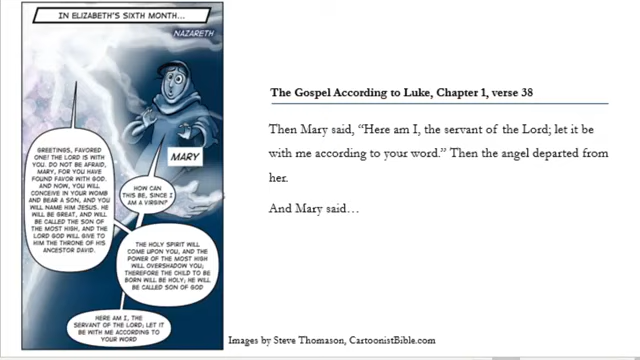 IN ELIZABETH'S SIXTH MONTH...
NAZARETH
GREETINGS, FAVORED
ONE! THE LORD IS WITH
YOU. DO NOT BE AFRAID,
MARY, FOR YOU HAVE
FOUND FAVOR WITH GOD.
AND NOW, YOU WILL
CONCEIVE IN YOUR WOMB
AND BEAR A SON, AND YOU
WILL NAME HIM JESUS. HE
WILL BE GREAT, AND WILL
BE CALLED THE SON OF
THE MOST HIGH, AND THE
LORD GOD WILL GIVE TO
HIM THE THRONE OF HIS
ANCESTOR DAVID.
MARY
HOW CAN
THIS BE, SINCE I
AM A VIRGIN?
THE HOLY SPIRIT WILL
COME UPON YOU, AND THE
POWER OF THE MOST HIGH
WILL OVERSHADOW YOU;
THEREFORE THE CHILD TO BE
BORN WILL BE HOLY; HE WILL
BE CALLED SON OF GOD
HERE AM I, THE
SERVANT OF THE LORD; LET IT
BE WITH ME ACCORDING TO
YOUR WORD
The Gospel According to Luke, Chapter 1, verse 38
Then Mary said, “Here am I, the servant of the Lord; let it be
with me according to your word.” Then the angel departed from
her.
And Mary said…
Images by Steve Thomason, CartoonistBible.com